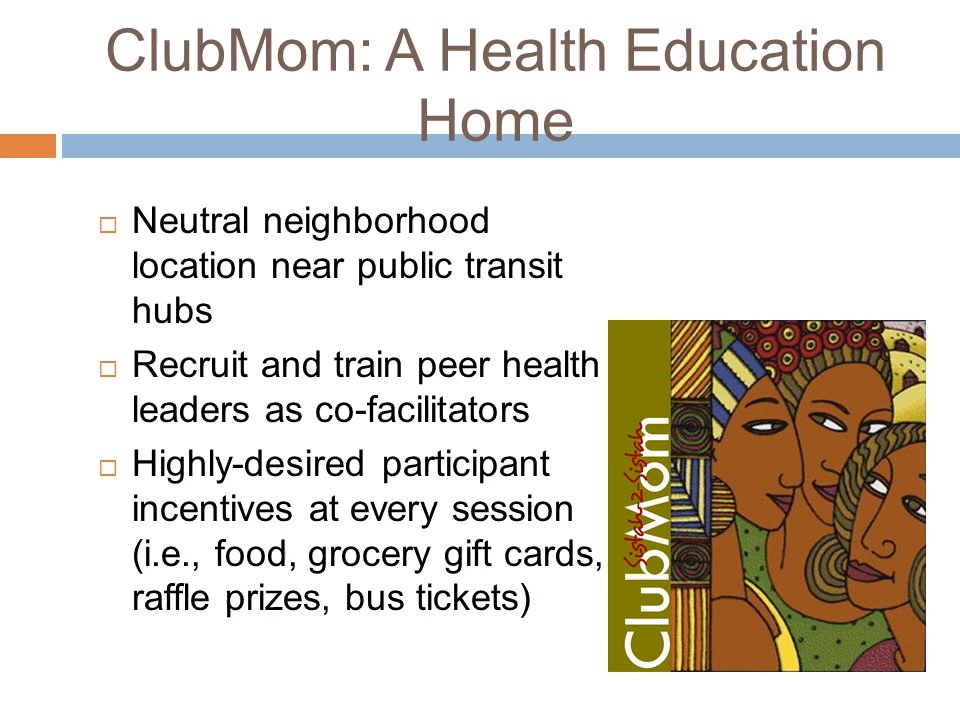 ClubMom: A Health Education
Home
Neutral neighborhood
location near public transit
hubs
Recruit and train peer health
leaders as co-facilitators
Highly-desired participant
incentives at every session
(i.e., food, grocery gift cards,
raffle prizes, bus tickets)
ClubMom
Sistah-2-Sistah